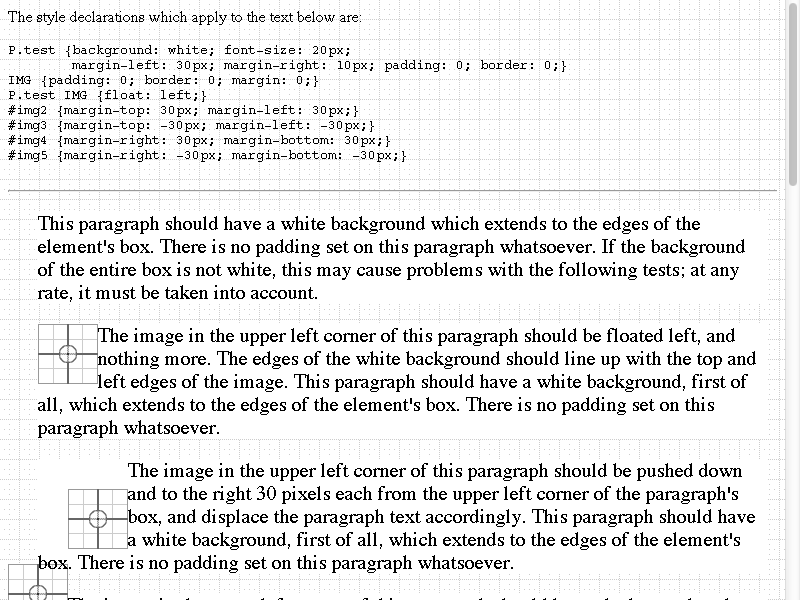 The style declarations which apply to the text below are:
P.test {background: white; font-size: 20px;
margin-left: 30px; margin-right: 10px; padding: 0; border: 0;}
IMG {padding: 0; border: 0; margin: 0;}
P.test IMG {float: left;}
#img2 {margin-top: 30px; margin-left: 30px;}
#img3 {margin-top: -30px; margin-left: -30px;}
#img4 {margin-right: 30px; margin-bottom: 30px;}
#img5 {margin-right: -30px; margin-bottom: -30px;}
This paragraph should have a white background which extends to the edges of the
element's box. There is no padding set on this paragraph whatsoever. If the background
of the entire box is not white, this may cause problems with the following tests; at any
rate, it must be taken into account.
The image in the upper left corner of this paragraph should be floated left, and
nothing more. The edges of the white background should line up with the top and
left edges of the image. This paragraph should have a white background, first of
all, which extends to the edges of the element's box. There is no padding set on this
paragraph whatsoever.
The image in the upper left corner of this paragraph should be pushed down
and to the right 30 pixels each from the upper left corner of the paragraph's
box, and displace the paragraph text accordingly. This paragraph should have
a white background, first of all, which extends to the edges of the element's
box. There is no padding set on this paragraph whatsoever.